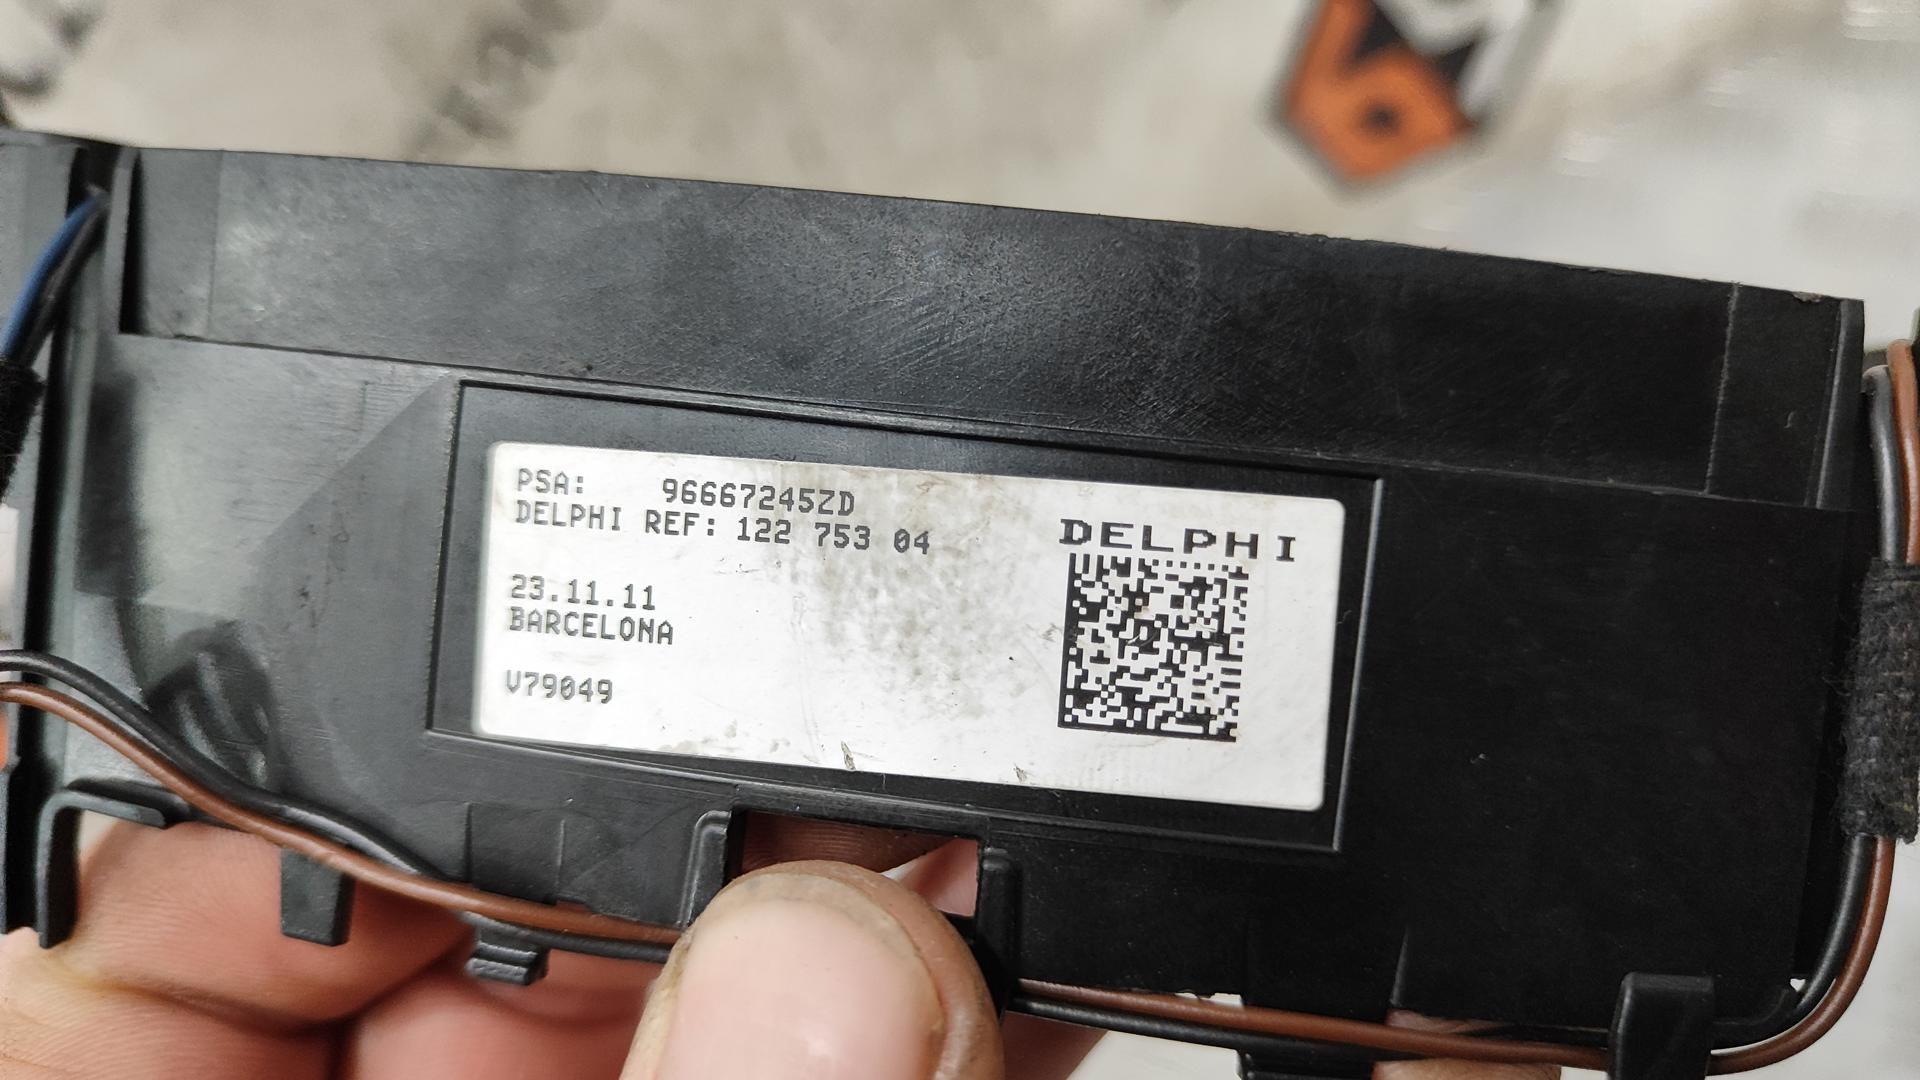 PSA: 96667245ZD
DELPHI REF: 122 753 04
DELPHI
23.11.11
BARCELONA
V79049